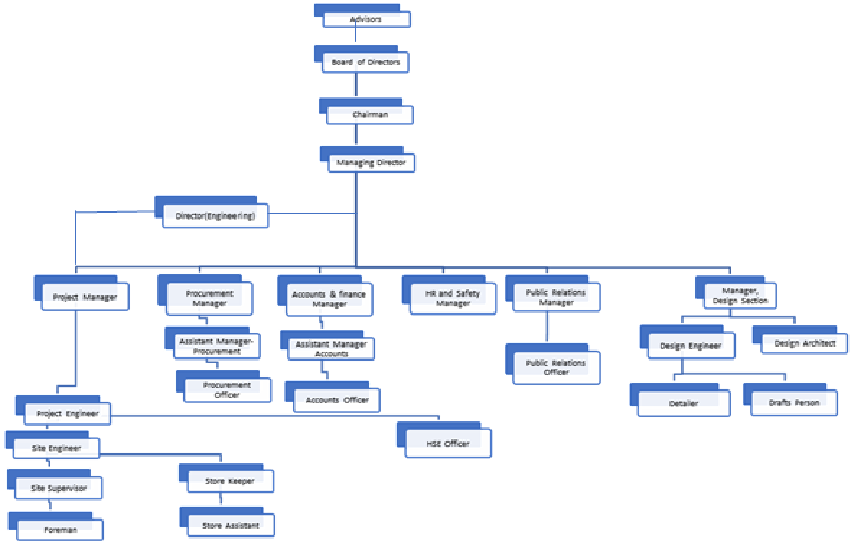 Advisors
Board of Directors
Chairman
Managing Director
Director(Engineering)
Project Manager
Procurement
Manager
Accounts & finance
Manager
HR and Safety
Manager
Public Relations
Manager
Manager,
Design Section
Assistant Manager-
Procurement
Assistant Manager
Accounts
Design Engineer
Design Architect
Public Relations
Officer
Procurement
Officer
Accounts Officer
Detailer
Drafts Person
Project Engineer
HSE Officer
Site Engineer
Site Supervisor
Store Keeper
Foreman
Store Assistant